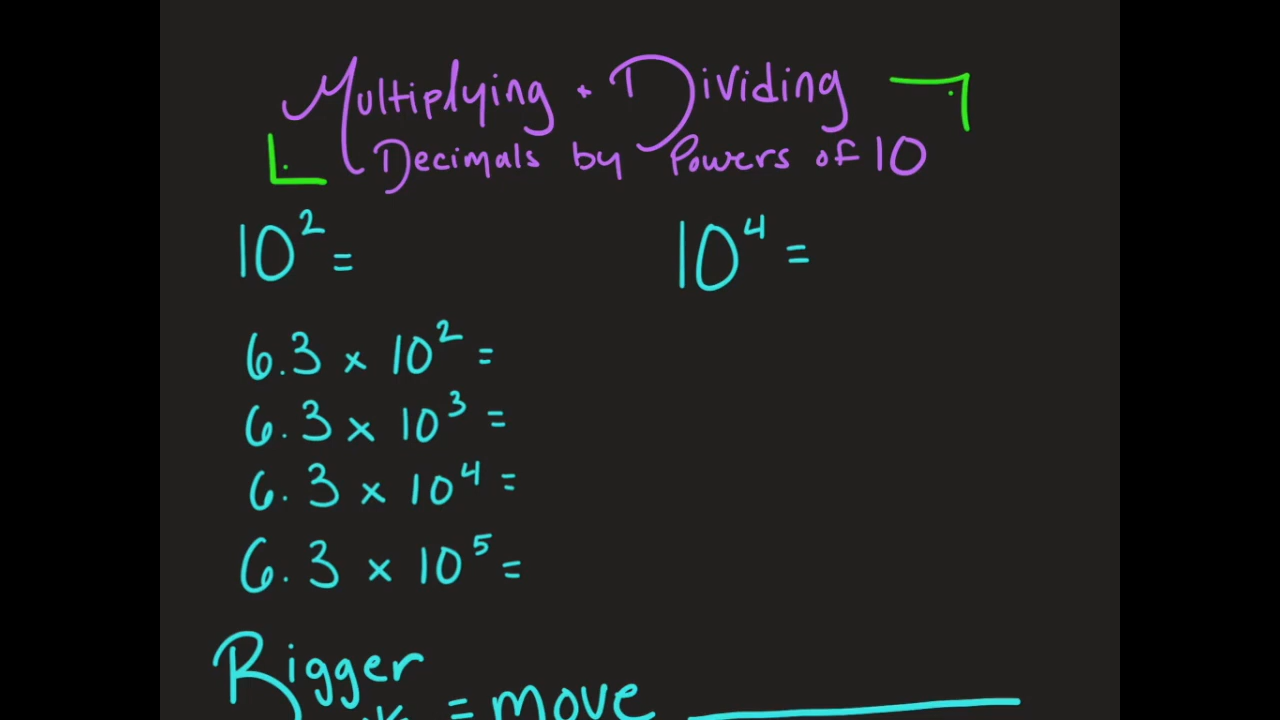 Multiplying + Dividing
Decimals by Powers of 10
10² =
10⁴ =
6.3 × 10² =
6.3 × 10³ =
6.3 × 10⁴ =
6.3 × 10⁵ =
Bigger
= move